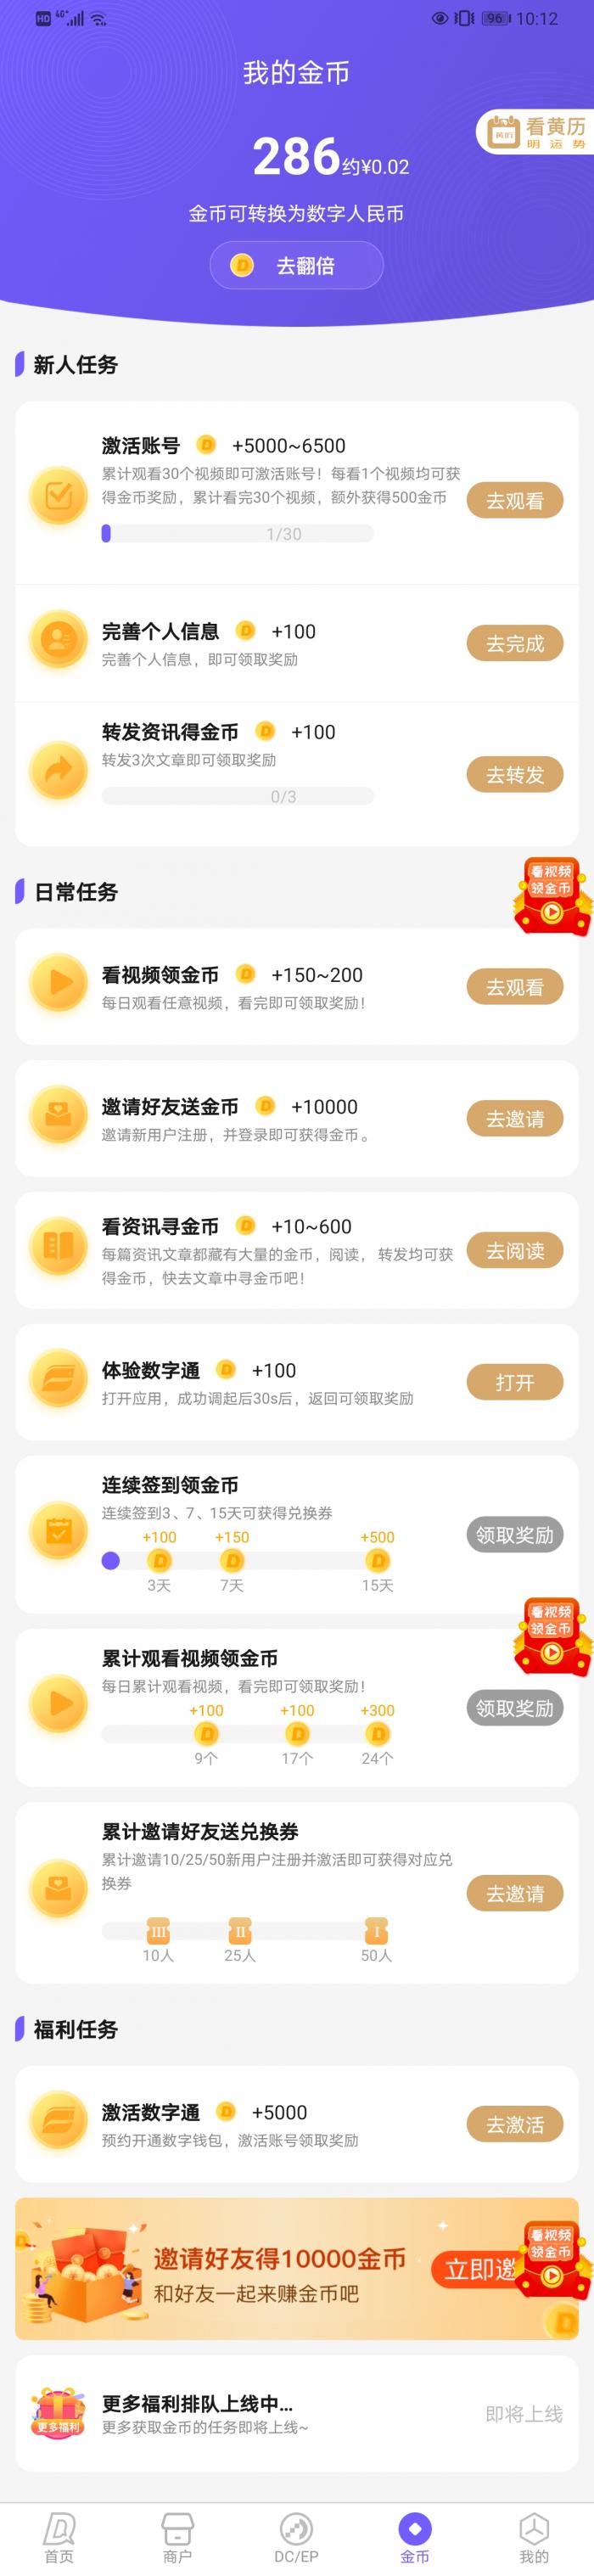 HD 4G+ 96 10:12
我的金币
看黄历
明运势
286约¥0.02
金币可转换为数字人民币
去翻倍
新人任务
激活账号 +5000~6500
累计观看30个视频即可激活账号！每看1个视频均可获
得金币奖励，累计看完30个视频，额外获得500金币
去观看
1/30
完善个人信息 +100
完善个人信息，即可领取奖励
去完成
转发资讯得金币 +100
转发3次文章即可领取奖励
去转发
0/3
看视频
领金币
日常任务
看视频领金币 +150~200
每日观看任意视频，看完即可领取奖励！
去观看
邀请好友送金币 +10000
邀请新用户注册，并登录即可获得金币。
去邀请
看资讯寻金币 +10~600
每篇资讯文章都藏有大量的金币，阅读， 转发均可获
得金币，快去文章中寻金币吧！
去阅读
体验数字通 +100
打开应用，成功调起后30s后，返回可领取奖励
打开
连续签到领金币
连续签到3、7、15天可获得兑换券
+100 +150 +500
领取奖励
3天 7天 15天
看视频
领金币
累计观看视频领金币
每日累计观看视频，看完即可领取奖励！
+100 +100 +300
领取奖励
9个 17个 24个
累计邀请好友送兑换券
累计邀请10/25/50新用户注册并激活即可获得对应兑
换券
去邀请
III II I
10人 25人 50人
福利任务
激活数字通 +5000
预约开通数字钱包，激活账号领取奖励
去激活
看视频
领金币
邀请好友得10000金币
立即邀
和好友一起来赚金币吧
更多福利
更多福利排队上线中...
更多获取金币的任务即将上线~
即将上线
首页 商户 DC/EP 金币 我的